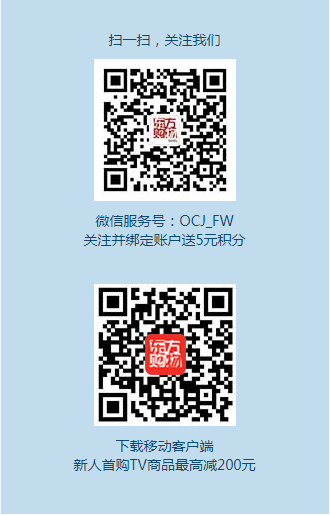 扫一扫，关注我们
东方
购物
微信服务号：OCJ_FW
关注并绑定账户送5元积分
东方
购物
下载移动客户端
新人首购TV商品最高减200元